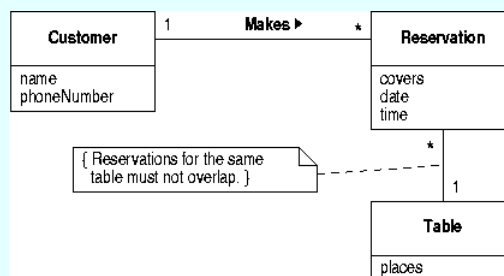 Customer
name
phoneNumber
1 Makes *
Reservation
covers
date
time
{ Reservations for the same
table must not overlap. }
*
1
Table
places